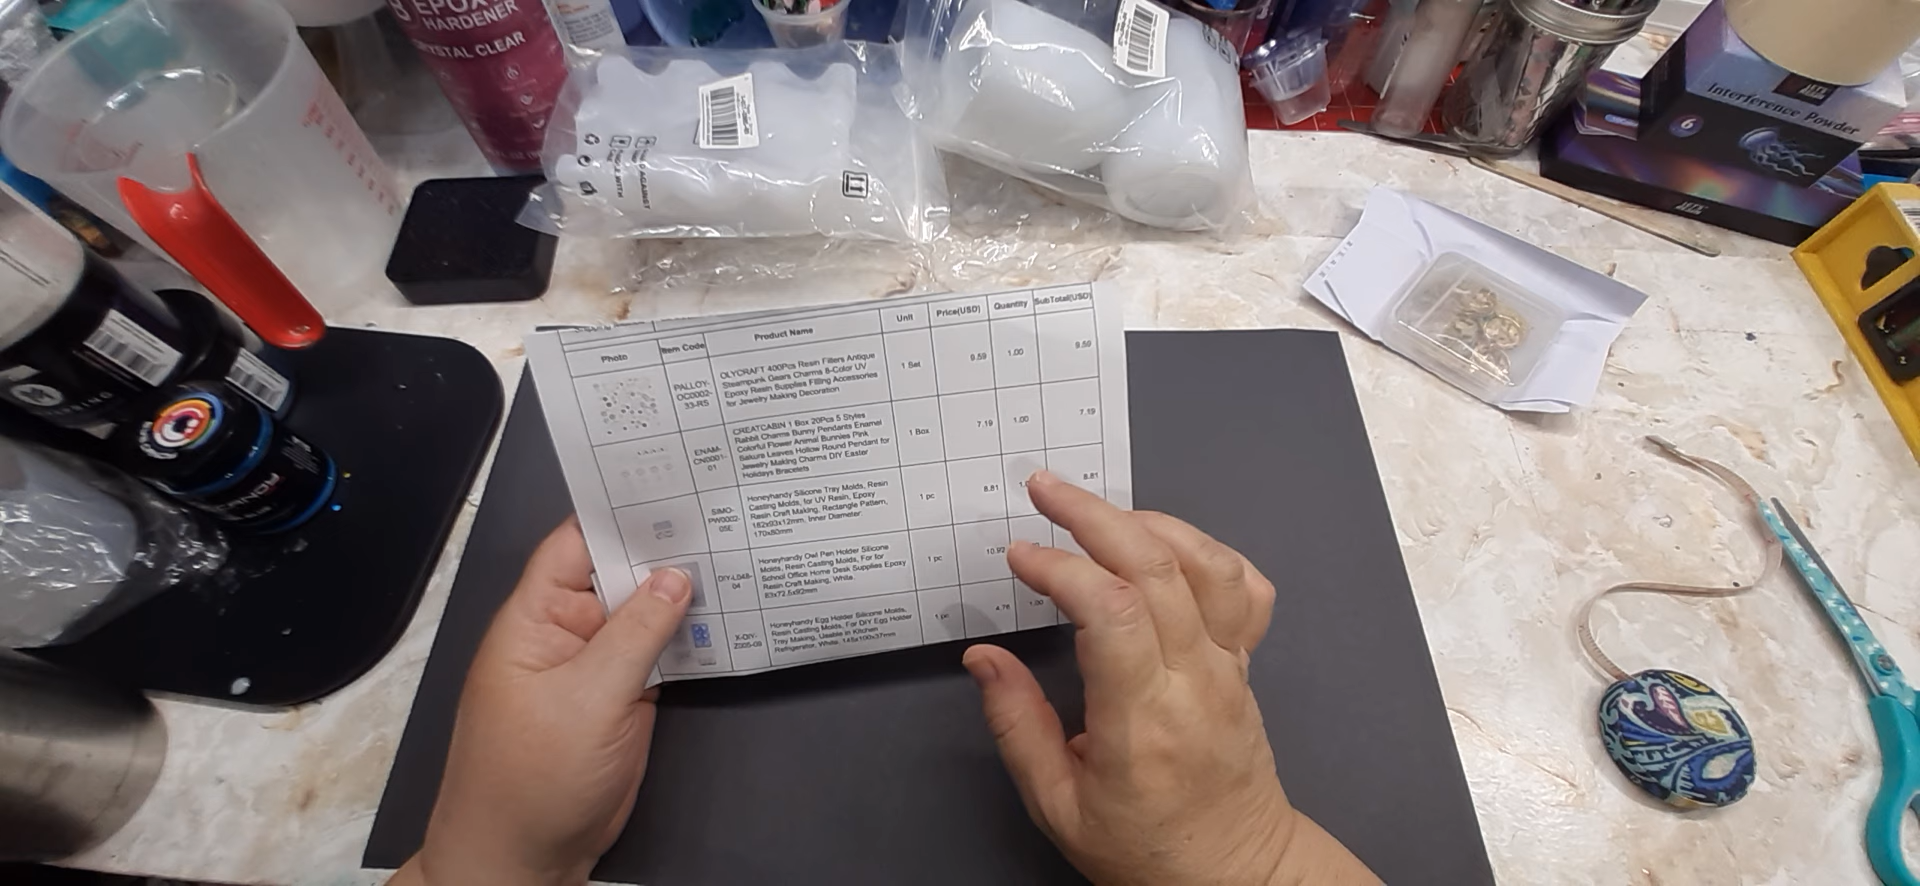 EPOXY
HARDENER
CRYSTAL CLEAR
Interference Powder
6
Photo
Item Code
Product Name
Unit
Price(USD)
Quantity
SubTotal(USD)
PALLOY-
OC0002-
33-RS
OLYCRAFT 400Pcs Resin Fillers Antique
Steampunk Gears Charms 8-Color UV
Epoxy Resin Supplies Filling Accessories
for Jewelry Making Decoration
1 Set
9.59
1.00
9.59
ENAM-
CN0001-
01
CREATCABIN 1 Box 20Pcs 5 Styles
Rabbit Charms Bunny Pendants Enamel
Colorful Flower Animal Bunnies Pink
Sakura Leaves Hollow Round Pendant for
Jewelry Making Charms DIY Easter
Holidays Bracelets
1 Box
7.19
1.00
7.19
SIMO-
PW0002-
05E
Honeyhandy Silicone Tray Molds, Resin
Casting Molds, for UV Resin, Epoxy
Resin Craft Making, Rectangle Pattern,
182x93x12mm, Inner Diameter:
170x80mm
1 pc
8.81
8.81
DIY-L048-
04
Honeyhandy Owl Pen Holder Silicone
Molds, Resin Casting Molds, For for
School Office Home Desk Supplies Epoxy
Resin Craft Making, White,
83x72.5x92mm
1 pc
10.92
X-DIY-
Z005-09
Honeyhandy Egg Holder Silicone Molds,
Resin Casting Molds, For DIY Egg Holder
Tray Making, Usable in Kitchen
Refrigerator, White, 145x100x37mm
1 pc
4.76
1.00